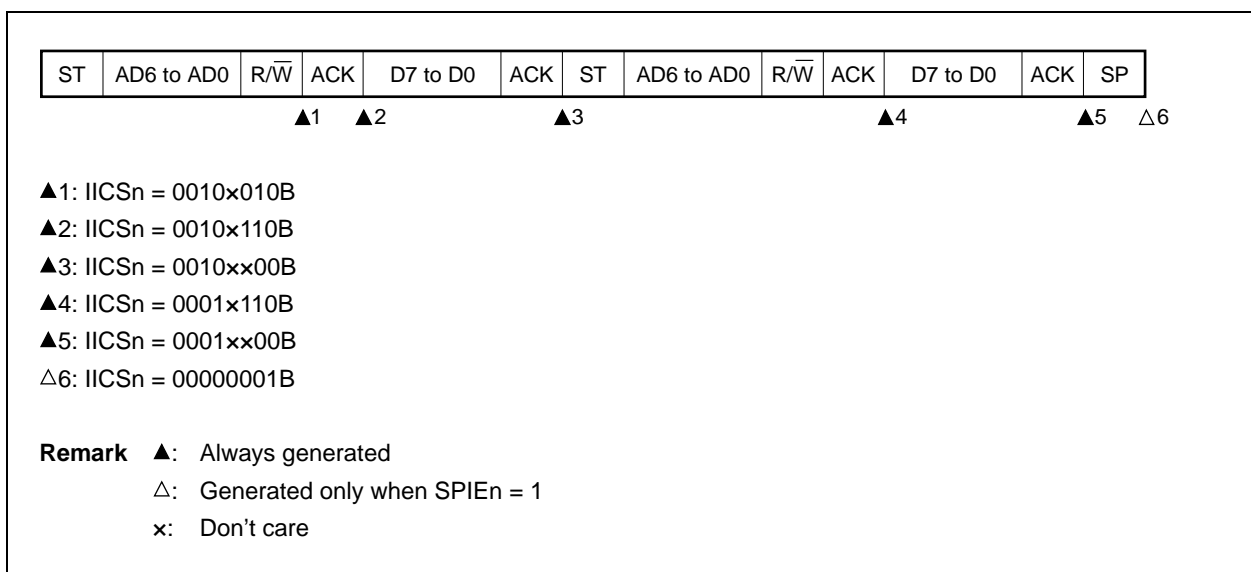 ST AD6 to AD0 R/W̅ ACK D7 to D0 ACK ST AD6 to AD0 R/W̅ ACK D7 to D0 ACK SP
▲1 ▲2 ▲3 ▲4 ▲5 △6
▲1: IICSn = 0010×010B
▲2: IICSn = 0010×110B
▲3: IICSn = 0010××00B
▲4: IICSn = 0001×110B
▲5: IICSn = 0001××00B
△6: IICSn = 00000001B
Remark ▲: Always generated
△: Generated only when SPIEn = 1
×: Don't care